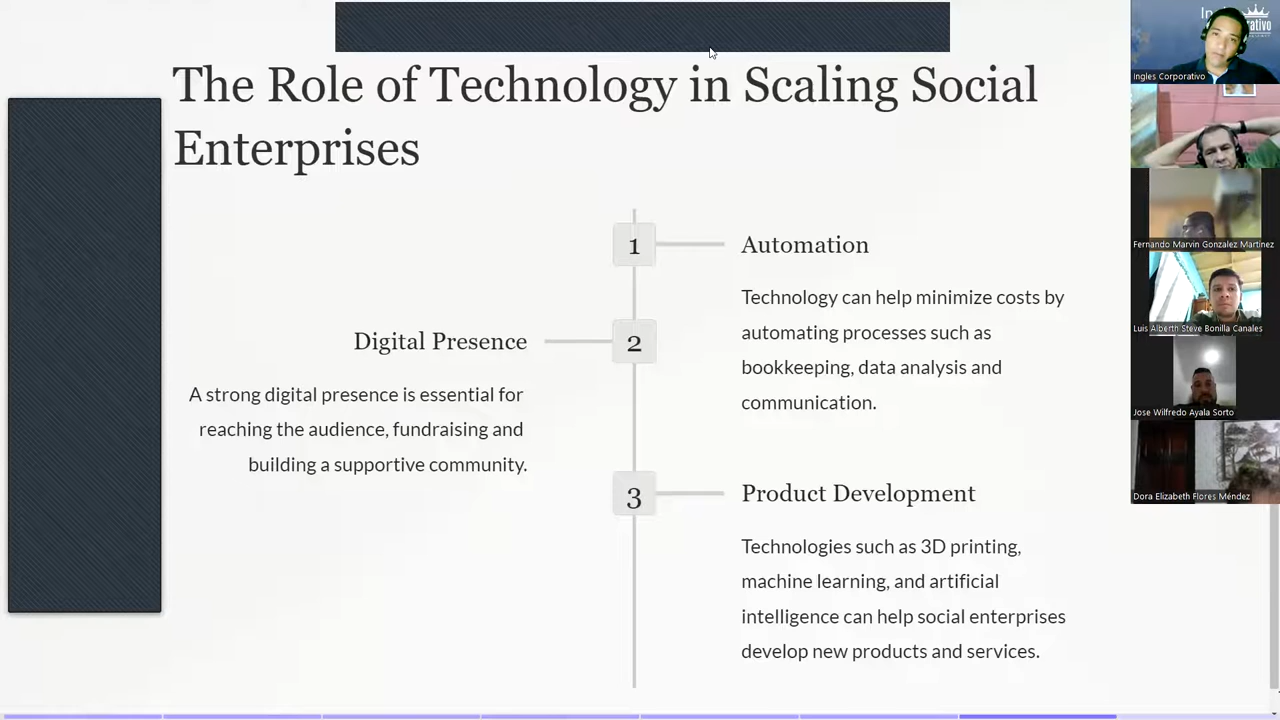 The Role of Technology in Scaling Social
Enterprises
1
Automation
Technology can help minimize costs by
automating processes such as
bookkeeping, data analysis and
communication.
2
Digital Presence
A strong digital presence is essential for
reaching the audience, fundraising and
building a supportive community.
3
Product Development
Technologies such as 3D printing,
machine learning, and artificial
intelligence can help social enterprises
develop new products and services.
Ingles Corporativo
Fernando Marvin Gonzalez Martinez
Luis Alberth Steve Bonilla Canales
Jose Wilfredo Ayala Sorto
Dora Elizabeth Flores Méndez